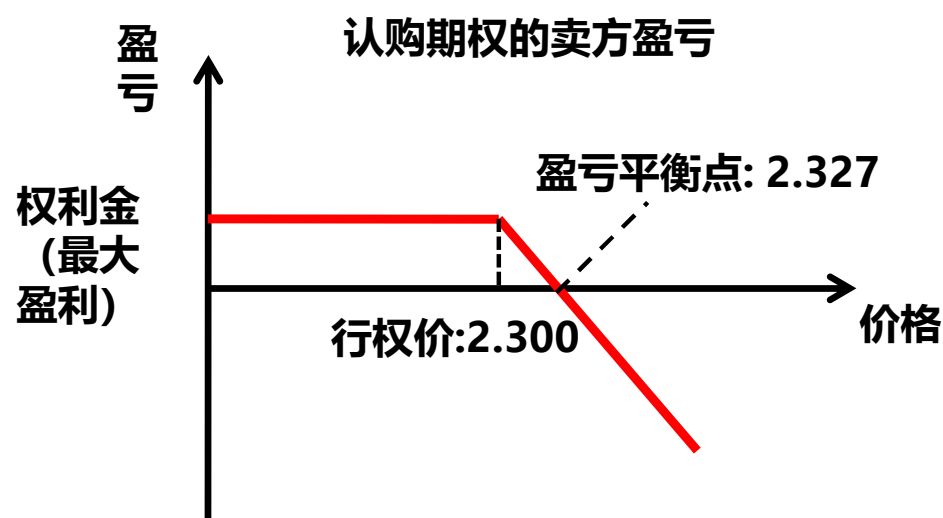 认购期权的卖方盈亏
盈
亏
盈亏平衡点: 2.327
权利金
（最大
盈利）
行权价:2.300
价格